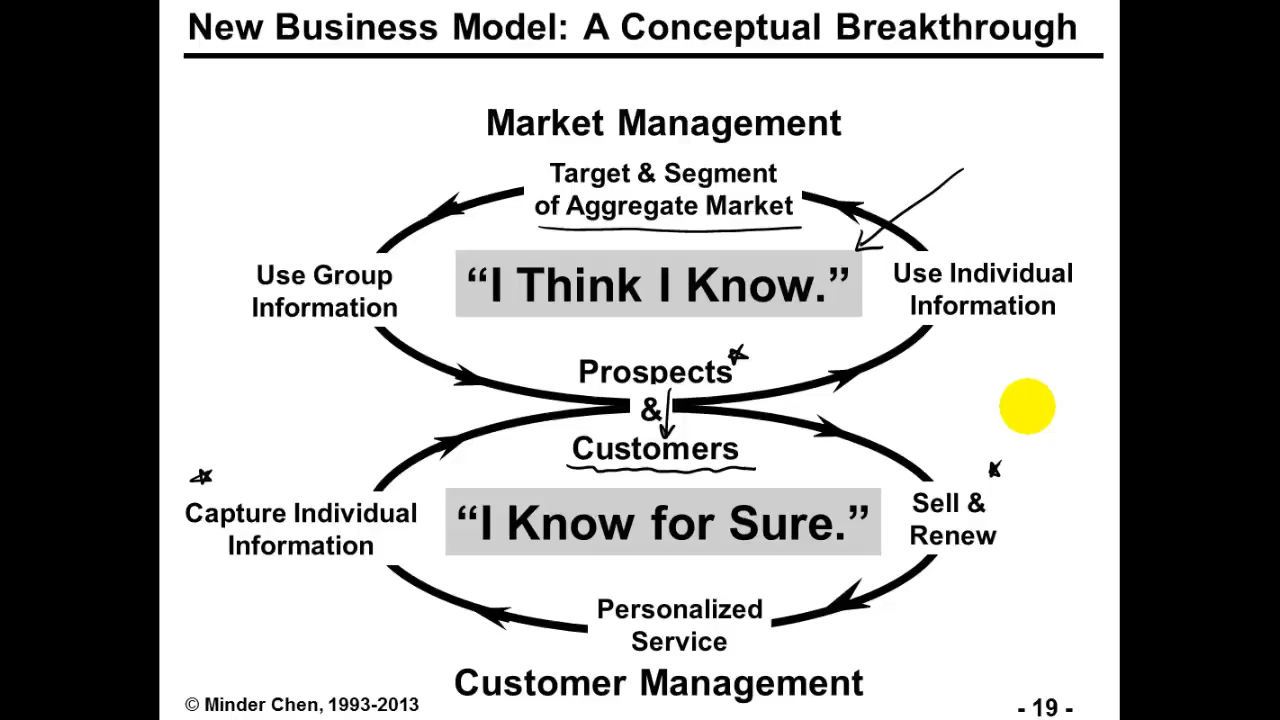 New Business Model: A Conceptual Breakthrough
Market Management
Target & Segment
of Aggregate Market
Use Group
Information
“I Think I Know.”
Use Individual
Information
Prospects
&
Customers
Capture Individual
Information
“I Know for Sure.”
Sell &
Renew
Personalized
Service
Customer Management
© Minder Chen, 1993-2013
- 19 -